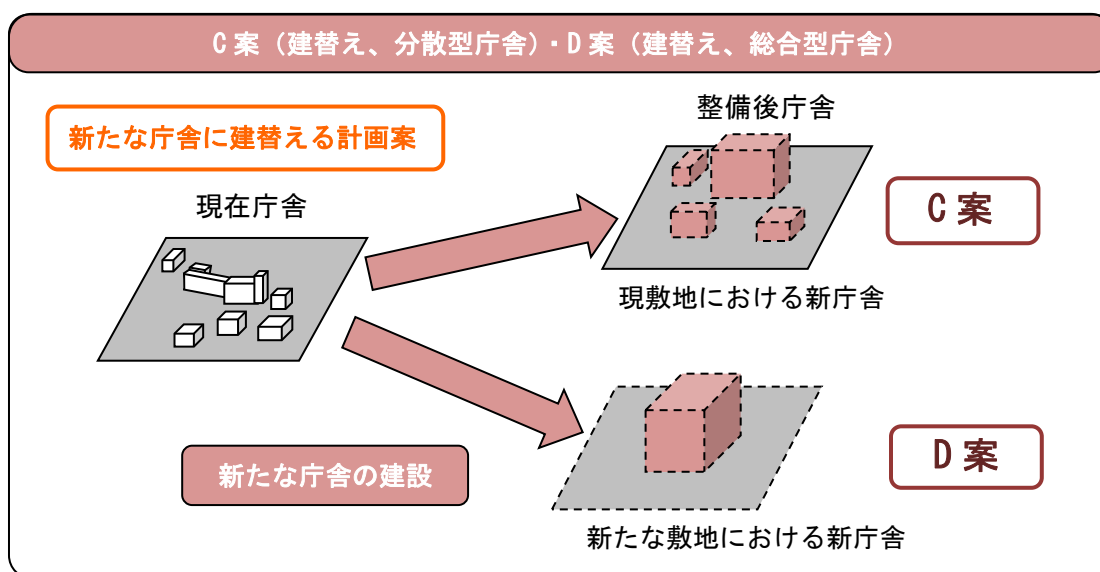 C案（建替え、分散型庁舎）・D案（建替え、総合型庁舎）
新たな庁舎に建替える計画案
整備後庁舎
現在庁舎
C案
現敷地における新庁舎
D案
新たな庁舎の建設
新たな敷地における新庁舎